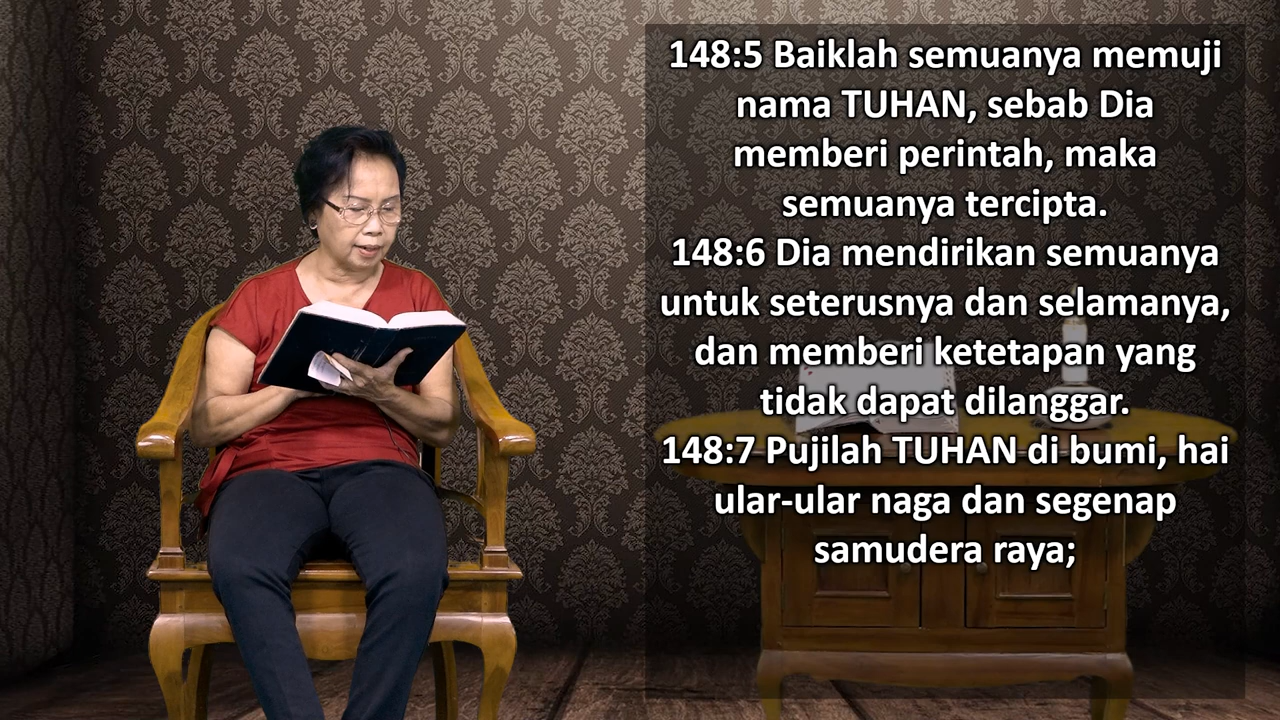 148:5 Baiklah semuanya memuji
nama TUHAN, sebab Dia
memberi perintah, maka
semuanya tercipta.
148:6 Dia mendirikan semuanya
untuk seterusnya dan selamanya,
dan memberi ketetapan yang
tidak dapat dilanggar.
148:7 Pujilah TUHAN di bumi, hai
ular-ular naga dan segenap
samudera raya;